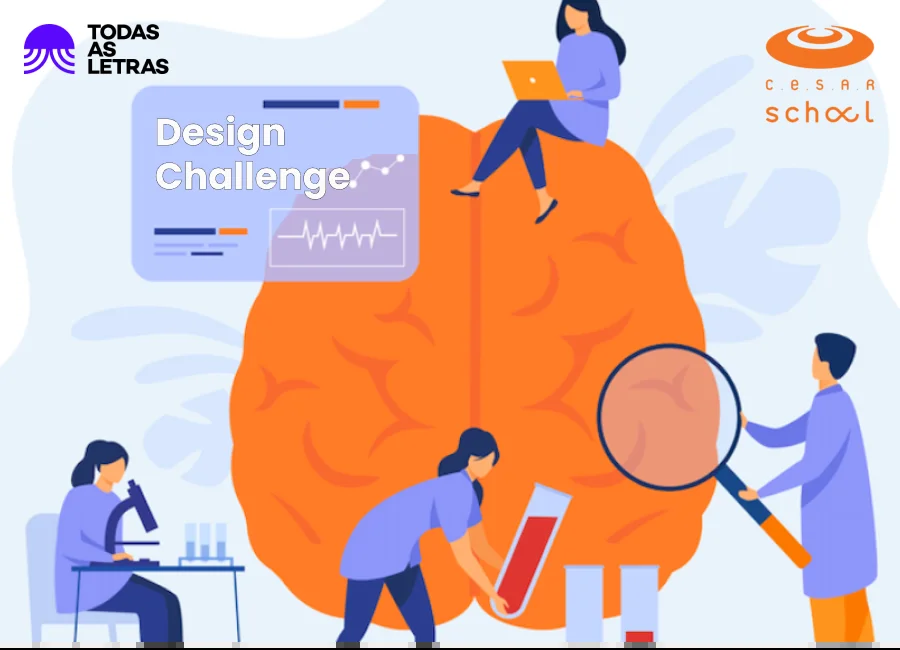 TODAS
AS
LETRAS
C.e.S.A.R
school
Design
Challenge